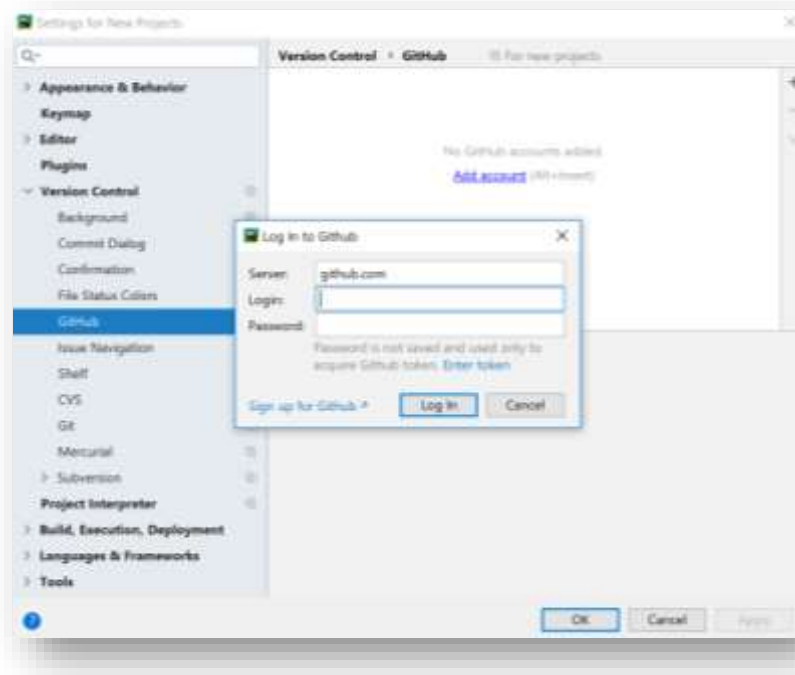 Settings for New Projects
Version Control › GitHub For new projects
Appearance & Behavior
Keymap
Editor
Plugins
Version Control
Background
Commit Dialog
Confirmation
File Status Colors
GitHub
Issue Navigation
Shelf
CVS
Git
Mercurial
Subversion
Project Interpreter
Build, Execution, Deployment
Languages & Frameworks
Tools
No GitHub accounts added
Add account (Alt+Insert)
Log In to Github
Server: github.com
Login:
Password:
Password is not saved and used only to
acquire Github token. Enter token
Sign up for Github
Log In Cancel
? OK Cancel Apply